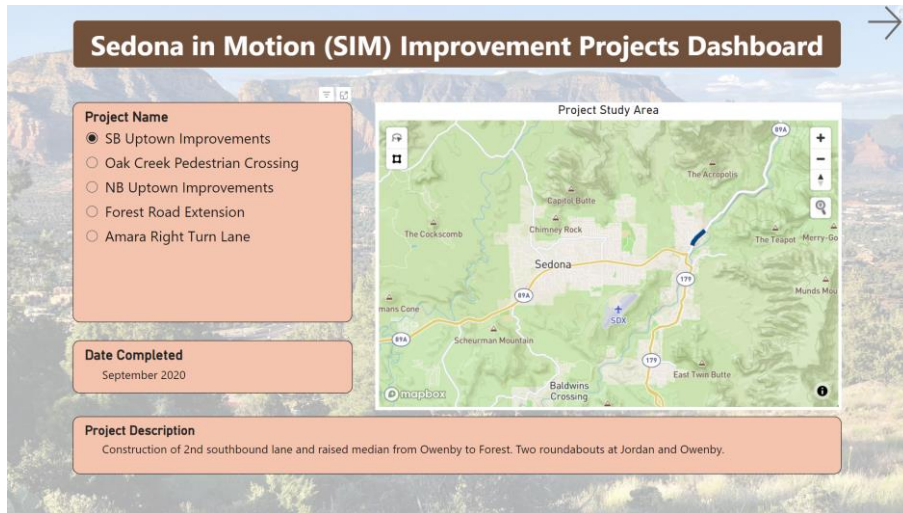 Sedona in Motion (SIM) Improvement Projects Dashboard
Project Name
SB Uptown Improvements
Oak Creek Pedestrian Crossing
NB Uptown Improvements
Forest Road Extension
Amara Right Turn Lane
Date Completed
September 2020
Project Study Area
89A
The Acropolis
Capitol Butte
The Cockscomb
Chimney Rock
The Teapot
Merry-Go
Sedona
179
89A
Munds Mou
mans Cone
SDX
89A
Scheurman Mountain
179
East Twin Butte
Baldwins
Crossing
mapbox
Project Description
Construction of 2nd southbound lane and raised median from Owenby to Forest. Two roundabouts at Jordan and Owenby.